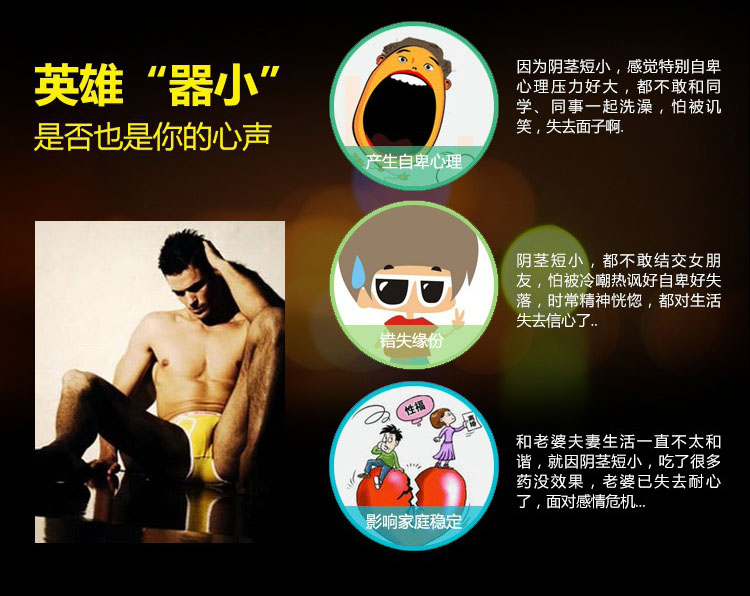 英雄“器小”
是否也是你的心声
产生自卑心理
因为阴茎短小，感觉特别自卑
心理压力好大，都不敢和同
学、同事一起洗澡，怕被讥
笑，失去面子啊.
错失缘份
阴茎短小，都不敢结交女朋
友，怕被冷嘲热讽好自卑好失
落，时常精神恍惚，都对生活
失去信心了..
性福
离婚
影响家庭稳定
和老婆夫妻生活一直不太和
谐，就因阴茎短小，吃了很多
药没效果，老婆已失去耐心
了，面对感情危机...